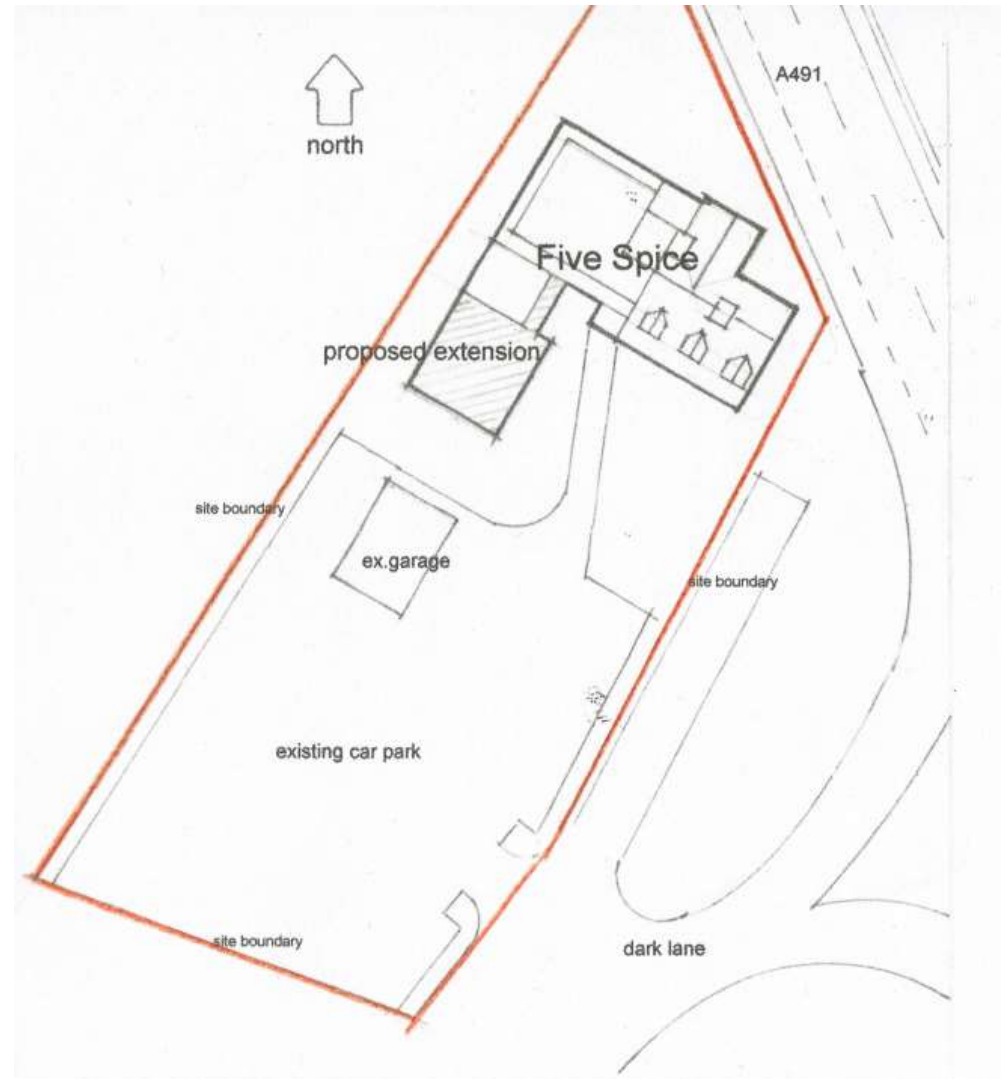 A491
north
Five Spice
proposed extension
site boundary
ex.garage
site boundary
existing car park
site boundary
dark lane